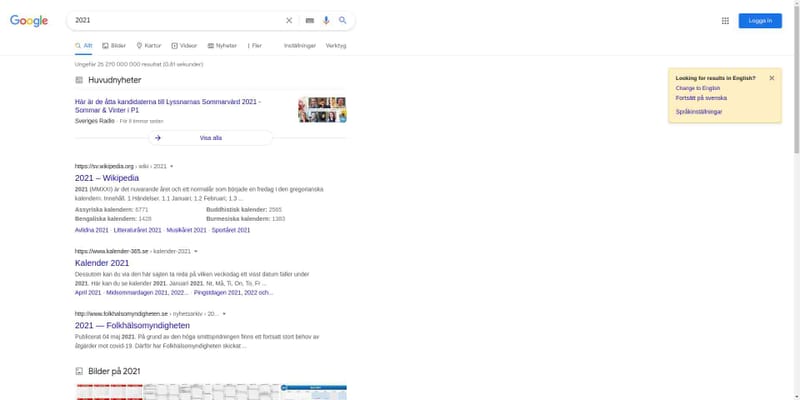 Google
2021
Logga in
Allt Bilder Kartor Videor Nyheter Fler Inställningar Verktyg
Ungefär 25 270 000 000 resultat (0,81 sekunder)
Looking for results in English?
Change to English
Fortsätt på svenska
Språkinställningar
Huvudnyheter
Här är de åtta kandidaterna till Lyssnarnas Sommarvärd 2021 -
Sommar & Vinter i P1
Sveriges Radio · För 11 timmar sedan
Visa alla
https://sv.wikipedia.org › wiki › 2021
2021 – Wikipedia
2021 (MMXXI) är det nuvarande året och ett normalår som började en fredag i den gregorianska
kalendern. Innehåll. 1 Händelser. 1.1 Januari; 1.2 Februari; 1.3 ...
Assyriska kalendern: 6771 Buddhistisk kalender: 2565
Bengaliska kalendern: 1428 Burmesiska kalendern: 1383
Avlidna 2021 · Litteraturåret 2021 · Musikåret 2021 · Sportåret 2021
https://www.kalender-365.se › kalender-2021
Kalender 2021
Dessutom kan du via den här sajten ta reda på vilken veckodag ett visst datum faller under
2021. Här kan du se kalender 2021. Januari 2021. Nr, Må, Ti, On, To, Fr ...
April 2021 · Midsommardagen 2021, 2022... · Pingstdagen 2021, 2022 och...
http://www.folkhalsomyndigheten.se › nyhetsarkiv › 20...
2021 — Folkhälsomyndigheten
Publicerat 04 maj 2021. På grund av den höga smittspridningen finns ett fortsatt stort behov av
åtgärder mot covid-19. Därför har Folkhälsomyndigheten skickat ...
Bilder på 2021